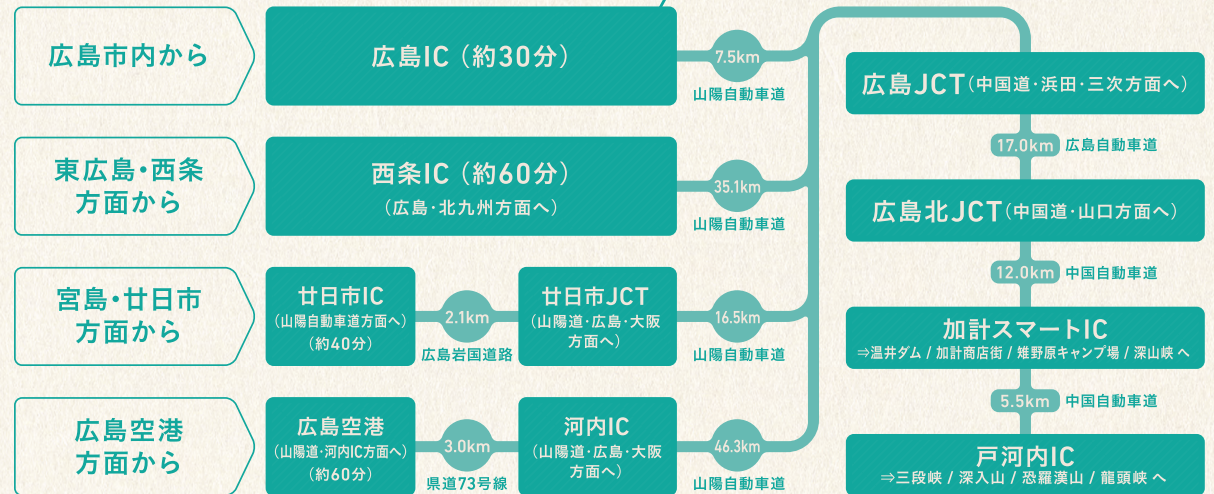 広島市内から
広島IC（約30分）
7.5km
山陽自動車道
東広島・西条
方面から
西条IC（約60分）
（広島・北九州方面へ）
35.1km
山陽自動車道
宮島・廿日市
方面から
廿日市IC
（山陽自動車道方面へ）
（約40分）
2.1km
広島岩国道路
廿日市JCT
（山陽道・広島・大阪
方面へ）
16.5km
山陽自動車道
広島空港
方面から
広島空港
（山陽道・河内IC方面へ）
（約60分）
3.0km
県道73号線
河内IC
（山陽道・広島・大阪
方面へ）
46.3km
山陽自動車道
広島JCT（中国道・浜田・三次方面へ）
17.0km 広島自動車道
広島北JCT（中国道・山口方面へ）
12.0km 中国自動車道
加計スマートIC
⇒温井ダム / 加計商店街 / 雉野原キャンプ場 / 深山峡 へ
5.5km 中国自動車道
戸河内IC
⇒三段峡 / 深入山 / 恐羅漢山 / 龍頭峡 へ